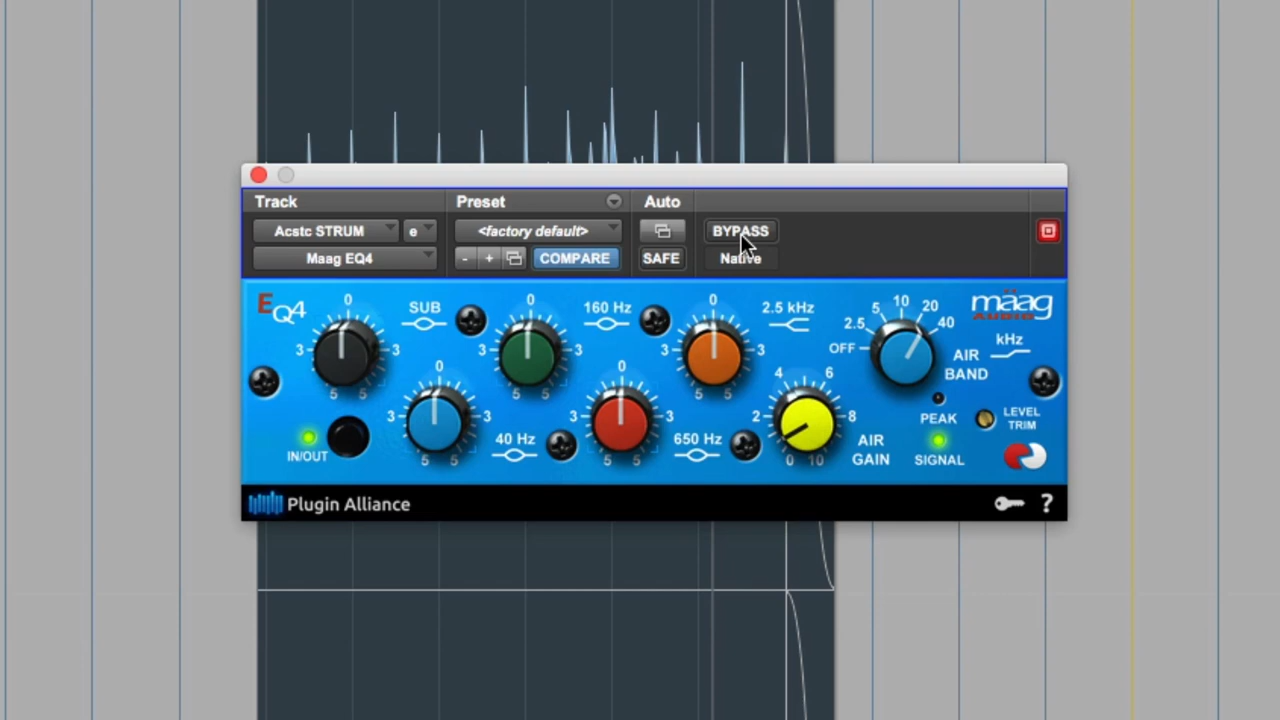 Track
Preset
Auto
Acstc STRUM
e
<factory default>
BYPASS
Maag EQ4
-
+
COMPARE
SAFE
Native
EQ4
0
3
3
5
5
SUB
0
3
3
5
5
160 Hz
0
3
3
5
5
2.5 kHz
OFF
2.5
5
10
20
40
kHz
mäag
AUDIO
AIR
BAND
IN/OUT
0
3
3
5
5
40 Hz
0
3
3
5
5
650 Hz
0
2
4
6
8
10
AIR
GAIN
PEAK
SIGNAL
LEVEL
TRIM
Plugin Alliance
?